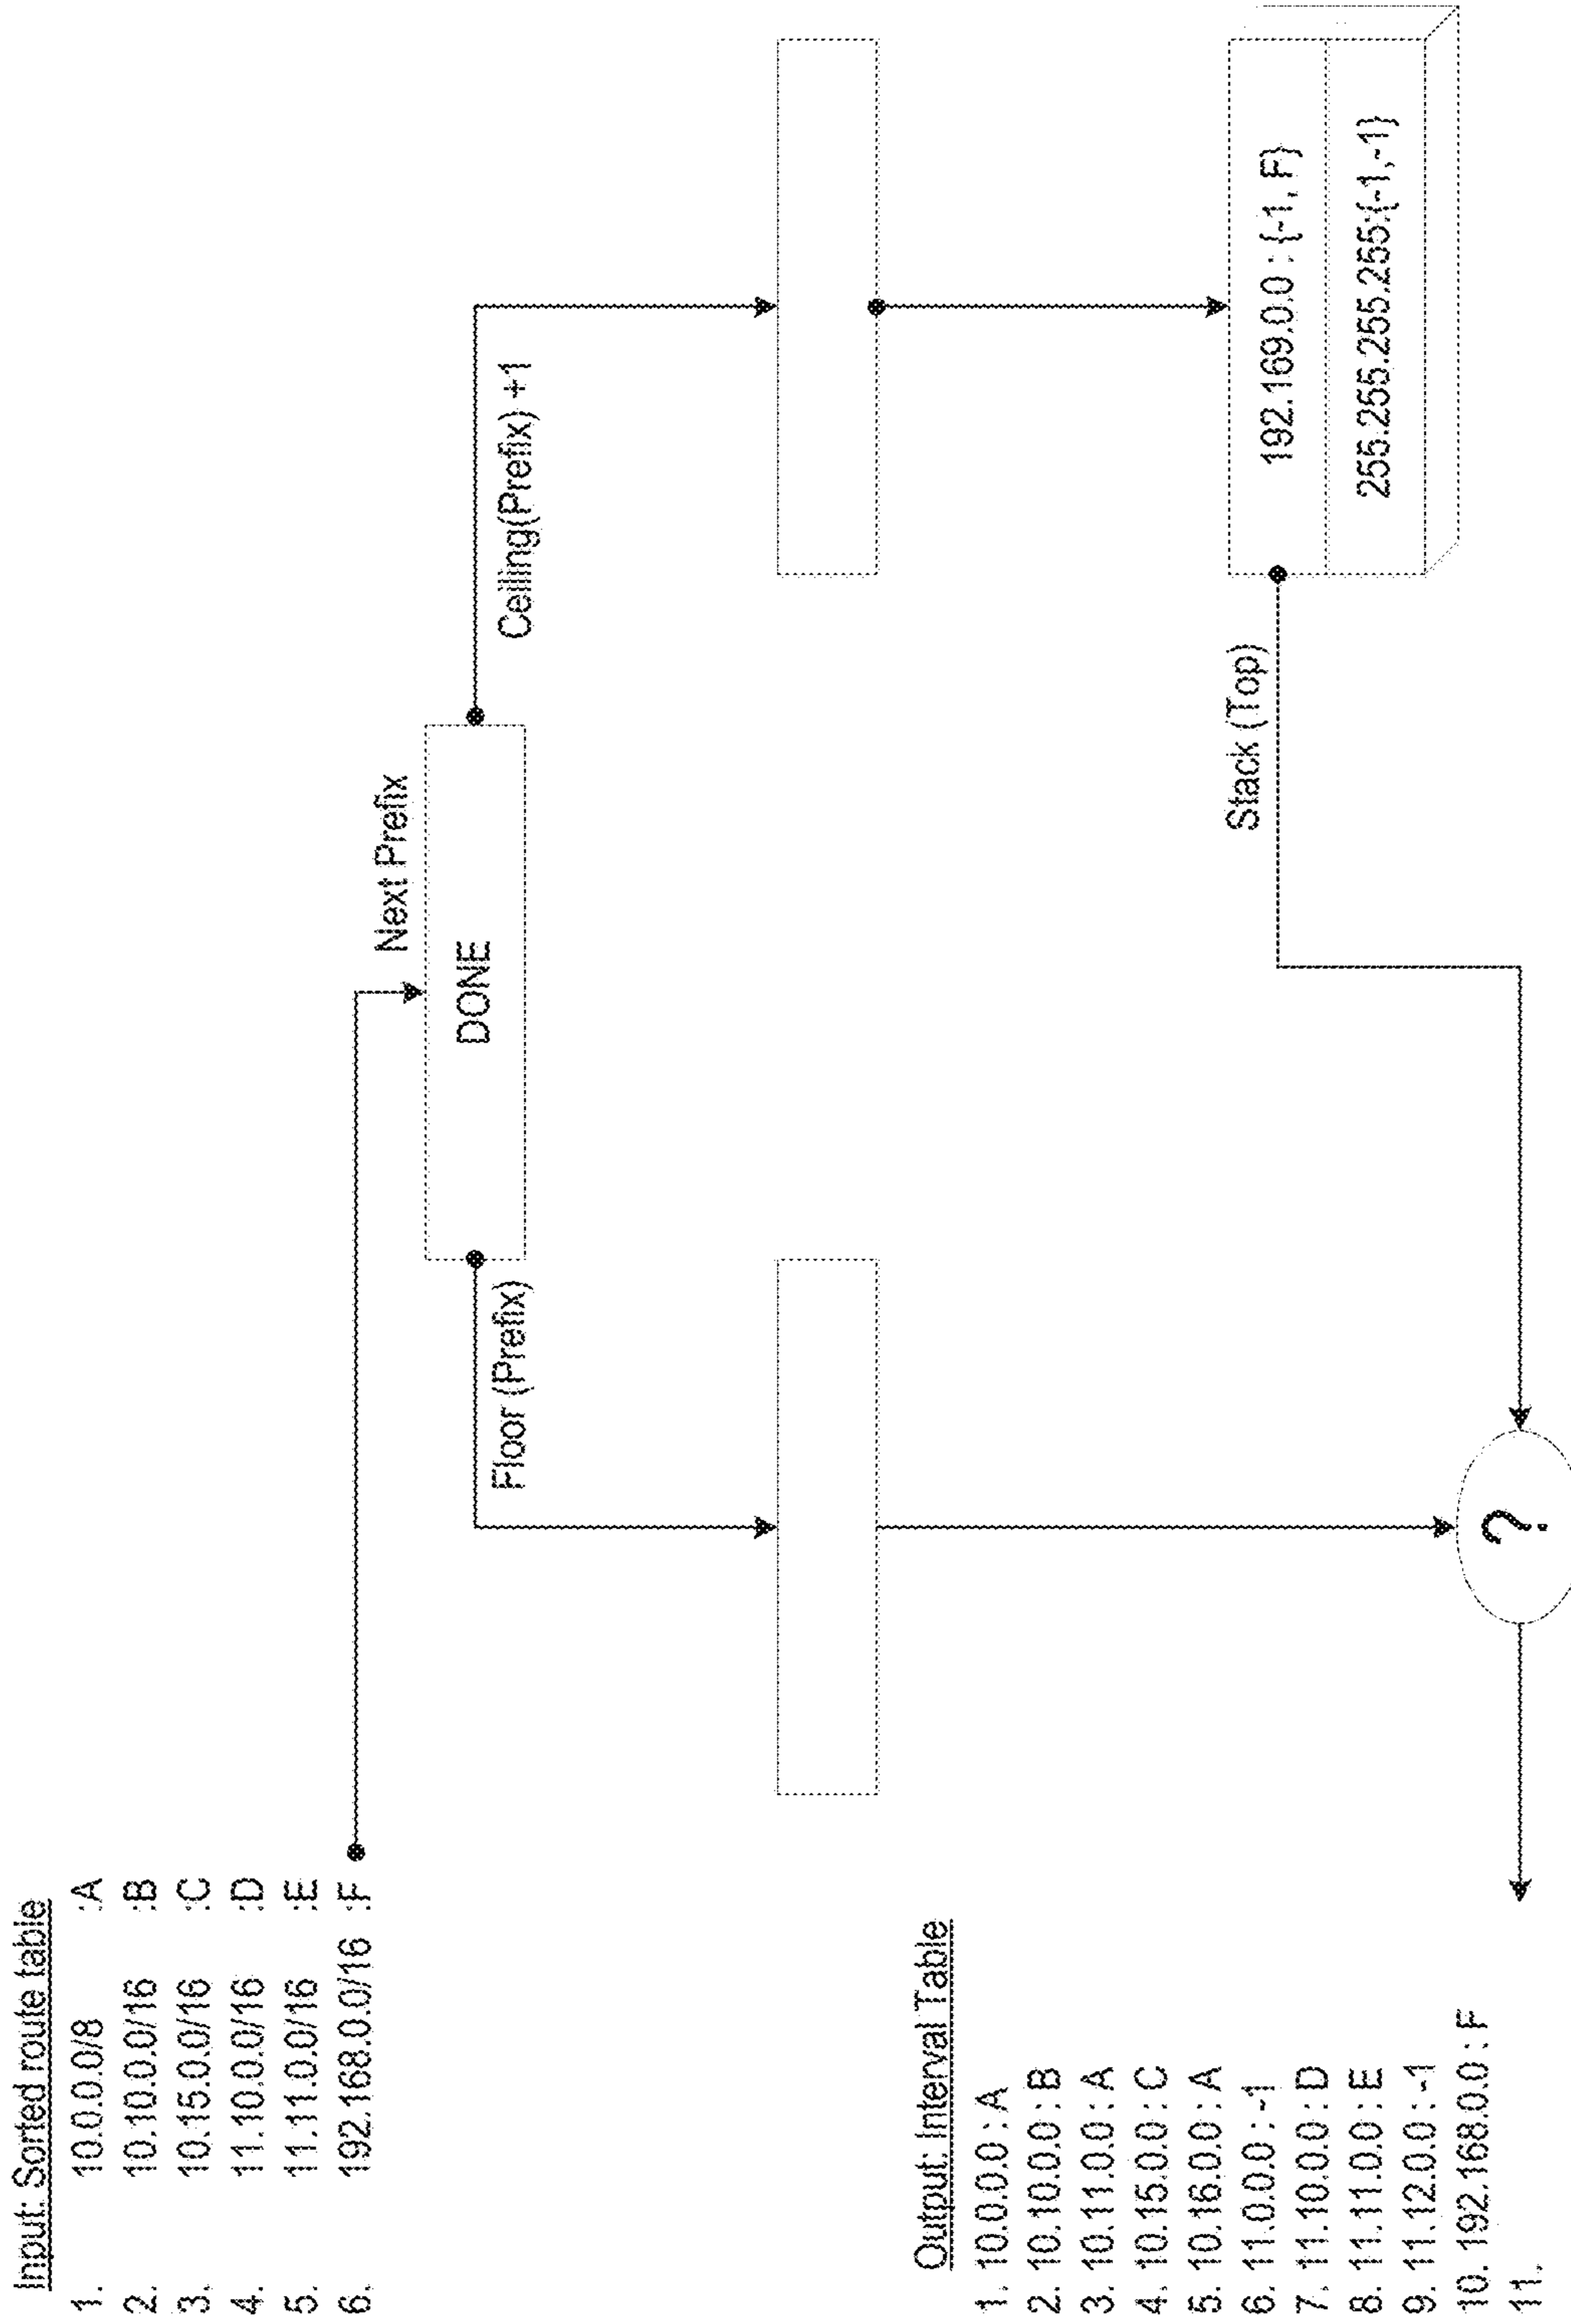 Input: Sorted route table
1. 10.0.0.0/8 :A
2. 10.10.0.0/16 :B
3. 10.15.0.0/16 :C
4. 11.10.0.0/16 :D
5. 11.11.0.0/16 :E
6. 192.168.0.0/16 :F
Next Prefix
DONE
Floor (Prefix)
Ceiling(Prefix) +1
Stack (Top)
192.169.0.0 : {-1, F}
255.255.255.255:{-1,-1}
?
Output: Interval Table
1. 10.0.0.0 : A
2. 10.10.0.0 : B
3. 10.11.0.0 : A
4. 10.15.0.0 : C
5. 10.16.0.0 : A
6. 11.0.0.0 : -1
7. 11.10.0.0 : D
8. 11.11.0.0 : E
9. 11.12.0.0 : -1
10. 192.168.0.0 : F
11.